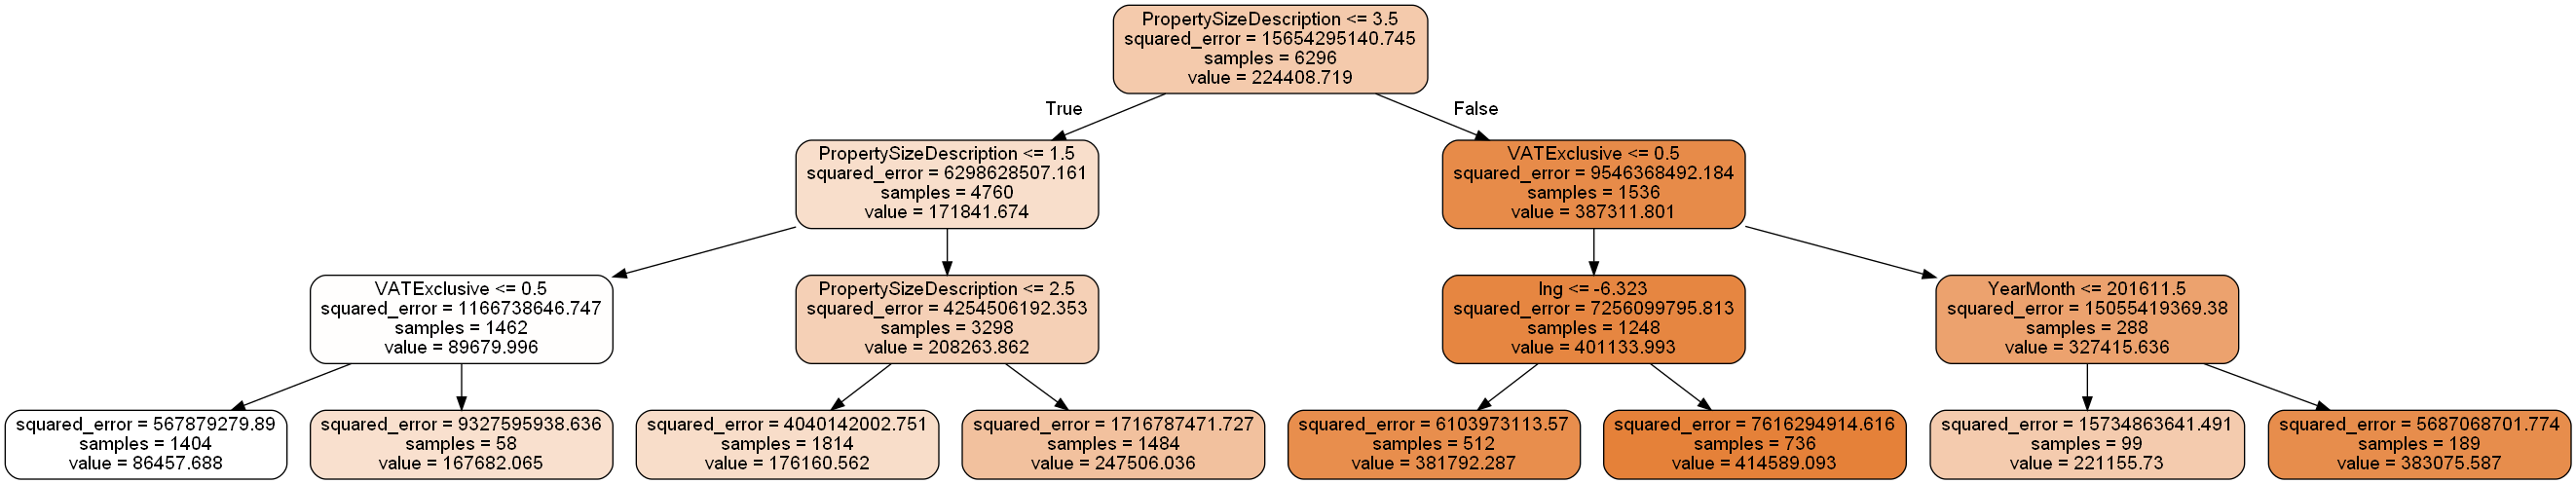 PropertySizeDescription <= 3.5
squared_error = 15654295140.745
samples = 6296
value = 224408.719
True
False
PropertySizeDescription <= 1.5
squared_error = 6298628507.161
samples = 4760
value = 171841.674
VATExclusive <= 0.5
squared_error = 9546368492.184
samples = 1536
value = 387311.801
VATExclusive <= 0.5
squared_error = 1166738646.747
samples = 1462
value = 89679.996
PropertySizeDescription <= 2.5
squared_error = 4254506192.353
samples = 3298
value = 208263.862
lng <= -6.323
squared_error = 7256099795.813
samples = 1248
value = 401133.993
YearMonth <= 201611.5
squared_error = 15055419369.38
samples = 288
value = 327415.636
squared_error = 567879279.89
samples = 1404
value = 86457.688
squared_error = 9327595938.636
samples = 58
value = 167682.065
squared_error = 4040142002.751
samples = 1814
value = 176160.562
squared_error = 1716787471.727
samples = 1484
value = 247506.036
squared_error = 6103973113.57
samples = 512
value = 381792.287
squared_error = 7616294914.616
samples = 736
value = 414589.093
squared_error = 15734863641.491
samples = 99
value = 221155.73
squared_error = 5687068701.774
samples = 189
value = 383075.587